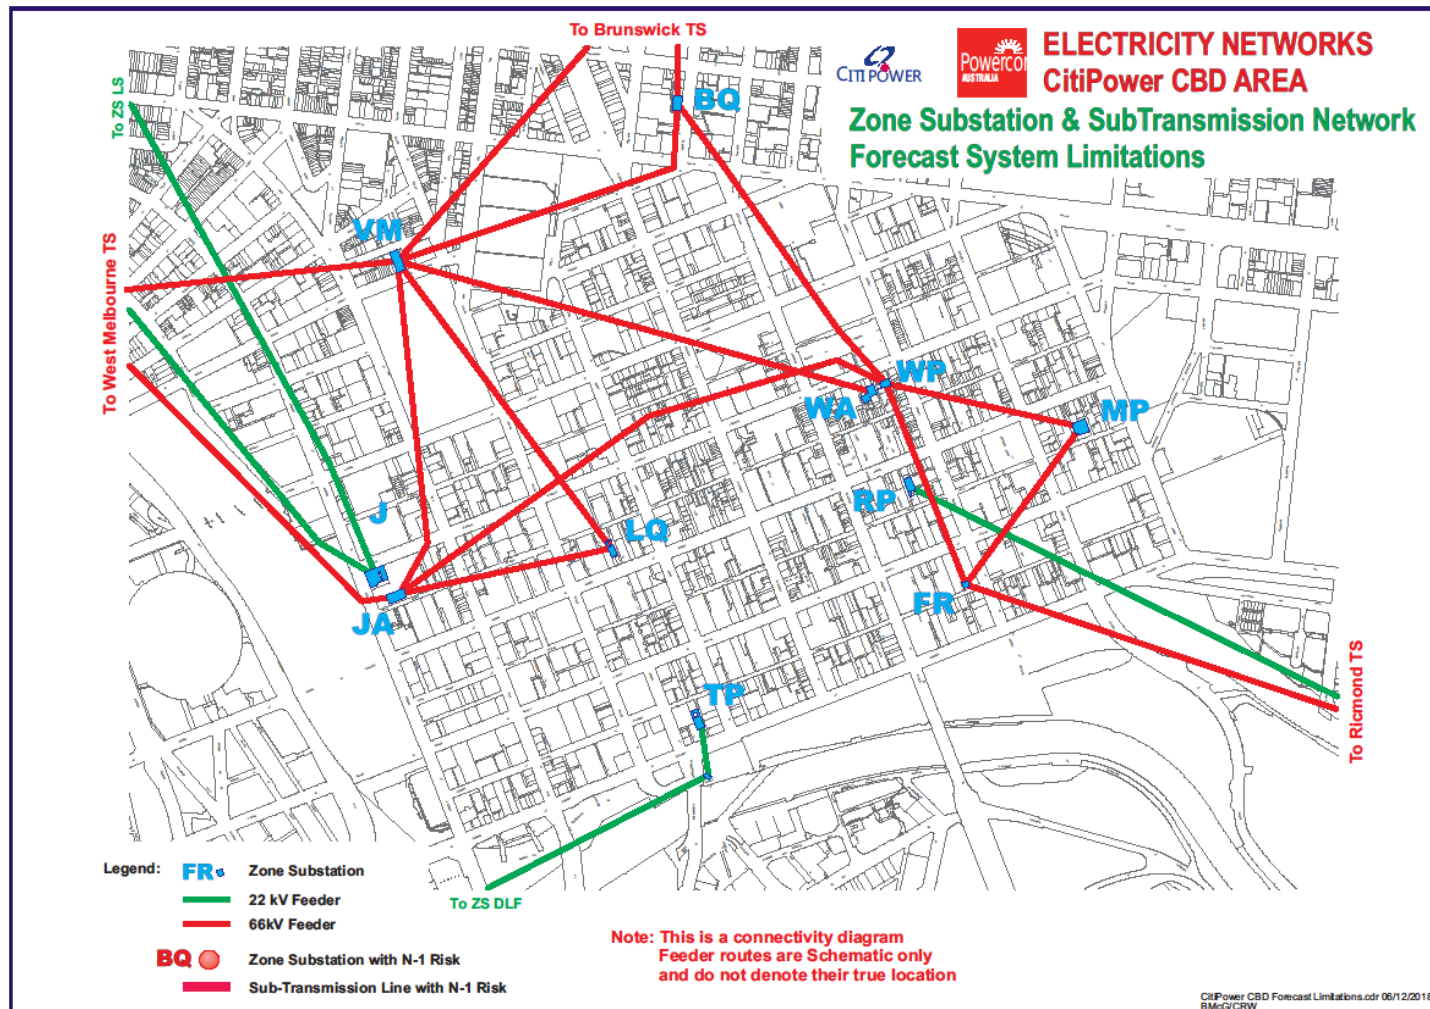 To Brunswick TS
CITIPOWER
Powercor
AUSTRALIA
ELECTRICITY NETWORKS
CitiPower CBD AREA
Zone Substation & SubTransmission Network
Forecast System Limitations
To ZS LS
BQ
VM
To West Melbourne TS
WP
WA
MP
RP
J
LQ
FR
JA
TP
To Ricmond TS
Legend:
FR Zone Substation
22 kV Feeder
66kV Feeder
BQ Zone Substation with N-1 Risk
Sub-Transmission Line with N-1 Risk
To ZS DLF
Note: This is a connectivity diagram
Feeder routes are Schematic only
and do not denote their true location
CitiPower CBD Forecast Limitations.cdr 06/12/2018
BMcG/CRW